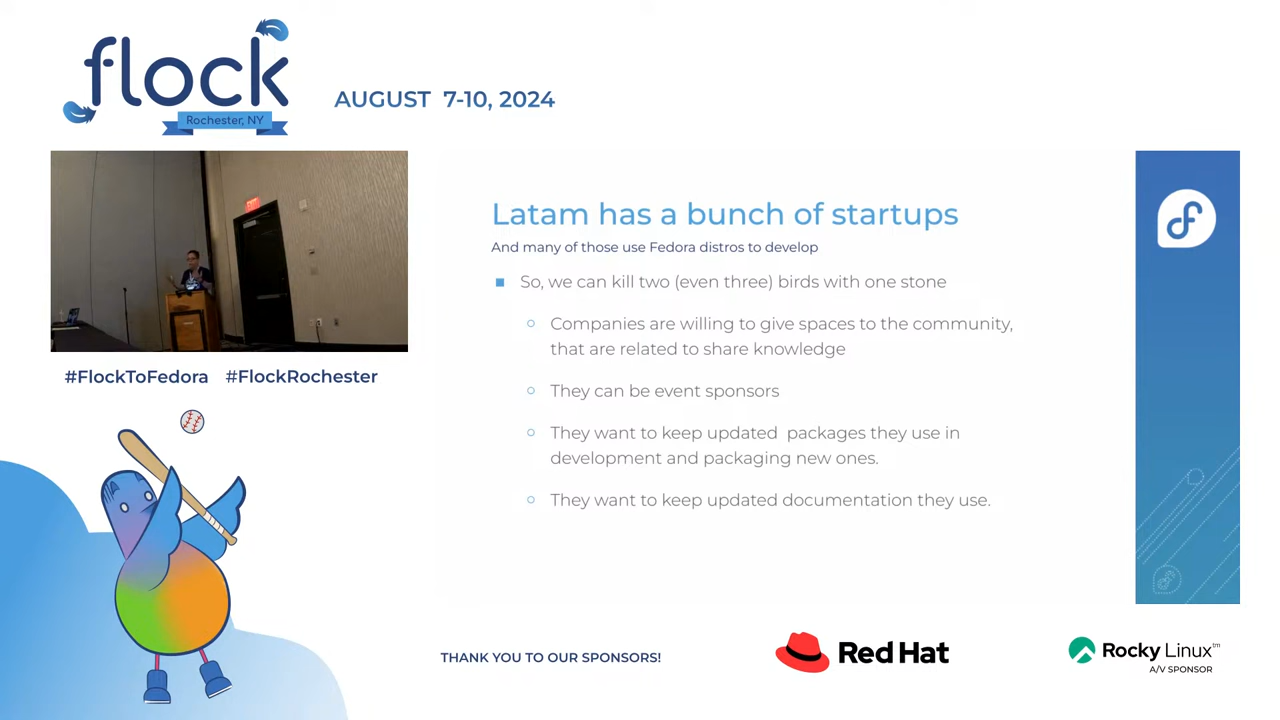 flock
Rochester, NY
AUGUST 7-10, 2024
EXIT
#FlockToFedora #FlockRochester
Latam has a bunch of startups
And many of those use Fedora distros to develop
So, we can kill two (even three) birds with one stone
Companies are willing to give spaces to the community,
that are related to share knowledge
They can be event sponsors
They want to keep updated packages they use in
development and packaging new ones.
They want to keep updated documentation they use.
THANK YOU TO OUR SPONSORS!
Red Hat
Rocky Linux™
A/V SPONSOR